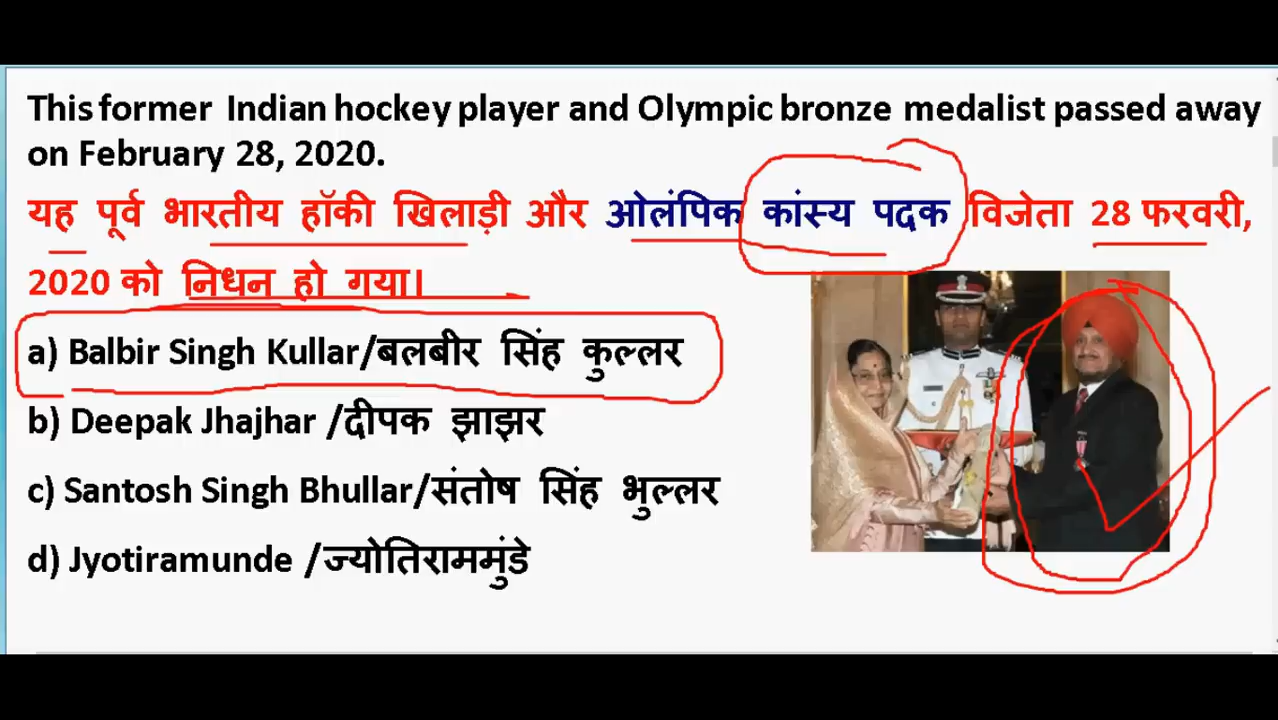 This former Indian hockey player and Olympic bronze medalist passed away
on February 28, 2020.
यह पूर्व भारतीय हॉकी खिलाड़ी और ओलंपिक कांस्य पदक विजेता 28 फरवरी,
2020 को निधन हो गया।
a) Balbir Singh Kullar/बलबीर सिंह कुल्लर
b) Deepak Jhajhar /दीपक झाझर
c) Santosh Singh Bhullar/संतोष सिंह भुल्लर
d) Jyotiramunde /ज्योतिराममुंडे